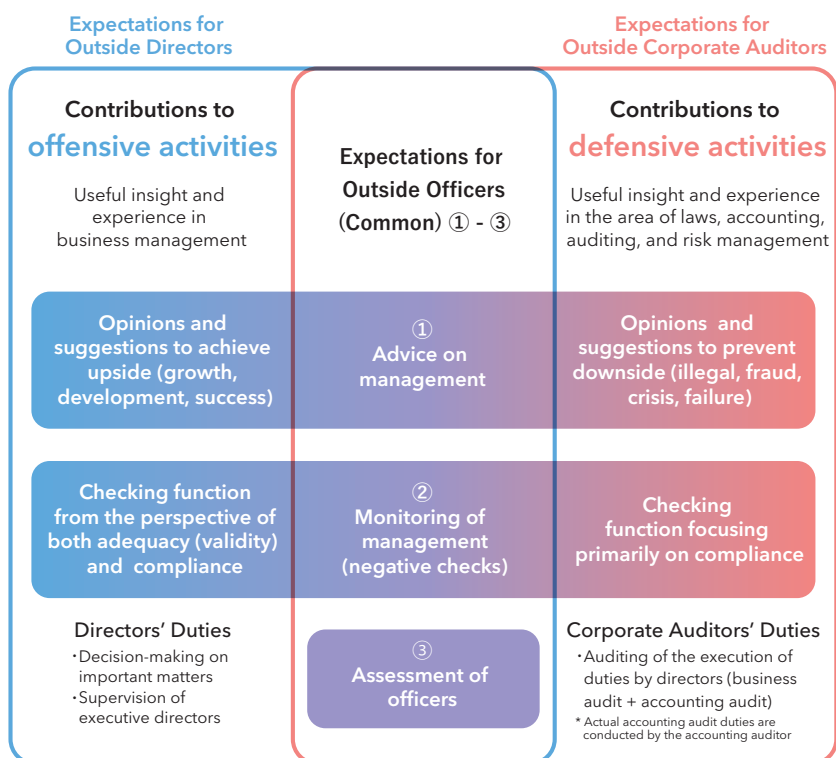 Expectations for
Outside Directors
Expectations for
Outside Corporate Auditors
Contributions to
offensive activities
Useful insight and
experience in
business management
Expectations for
Outside Officers
(Common) ① - ③
Contributions to
defensive activities
Useful insight and experience
in the area of laws, accounting,
auditing, and risk management
Opinions and
suggestions to achieve
upside (growth,
development, success)
①
Advice on
management
Opinions and
suggestions to prevent
downside (illegal, fraud,
crisis, failure)
Checking function
from the perspective of
both adequacy (validity)
and compliance
②
Monitoring of
management
(negative checks)
Checking
function focusing
primarily on compliance
Directors’ Duties
・Decision-making on
important matters
・Supervision of
executive directors
③
Assessment of
officers
Corporate Auditors’ Duties
・Auditing of the execution of
duties by directors (business
audit + accounting audit)
* Actual accounting audit duties are
conducted by the accounting auditor